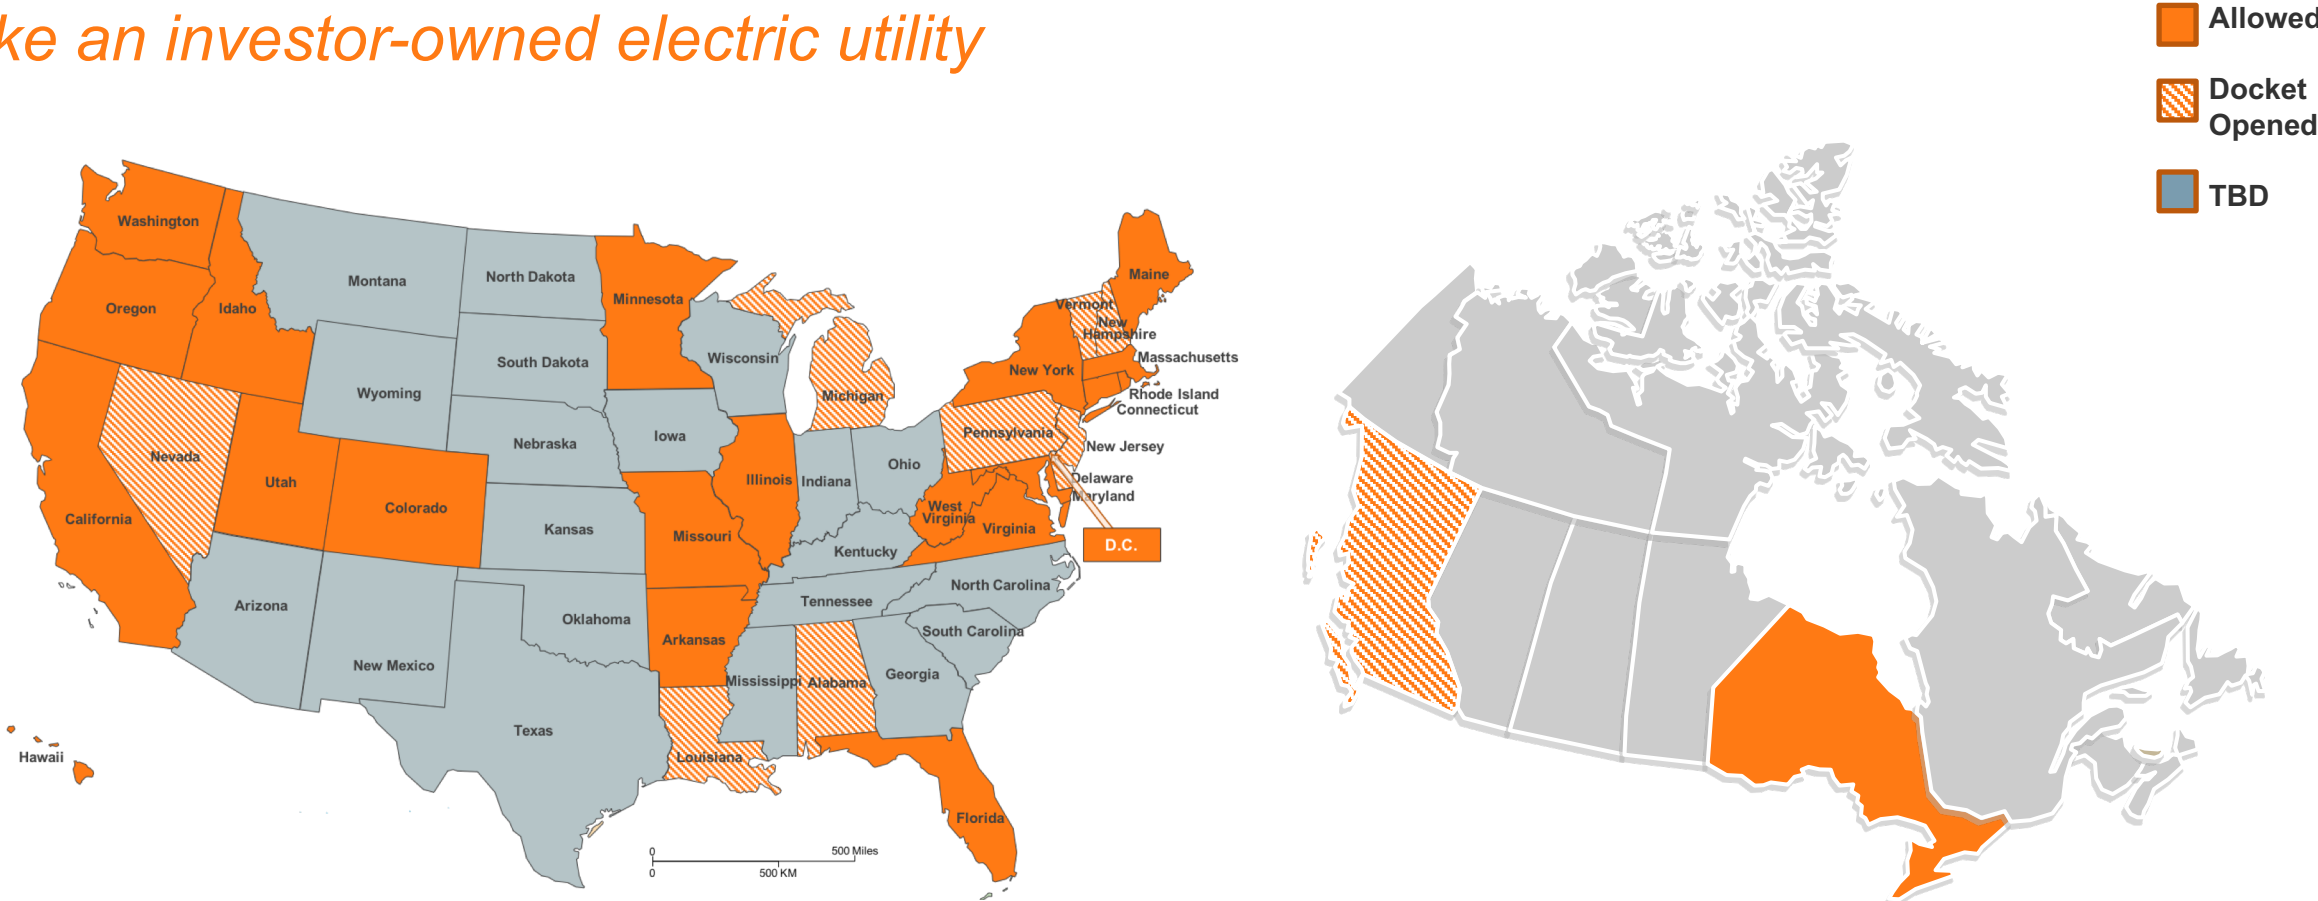 ke an investor-owned electric utility
Allowed
Docket
Opened
TBD
Washington
Montana
North Dakota
Minnesota
Maine
Oregon
Idaho
Vermont
New
Hampshire
South Dakota
Wisconsin
Massachusetts
Wyoming
New York
Michigan
Rhode Island
Connecticut
Nebraska
Iowa
Pennsylvania
New Jersey
Nevada
Utah
Illinois
Indiana
Ohio
Delaware
Maryland
California
Colorado
Kansas
Missouri
West
Virginia
Virginia
D.C.
Kentucky
Arizona
Oklahoma
Tennessee
North Carolina
New Mexico
Arkansas
South Carolina
Mississippi
Alabama
Georgia
Texas
Louisiana
Hawaii
Florida
0
500 Miles
0
500 KM